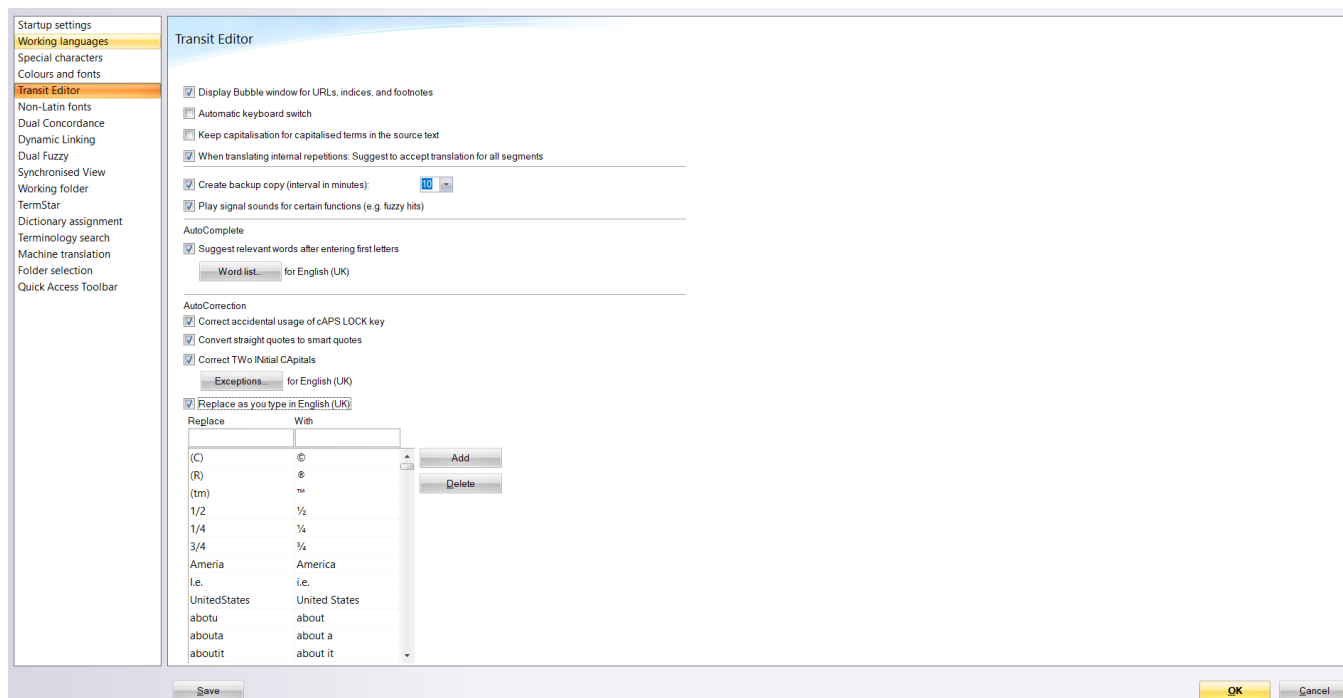 Startup settings
Working languages
Special characters
Colours and fonts
Transit Editor
Non-Latin fonts
Dual Concordance
Dynamic Linking
Dual Fuzzy
Synchronised View
Working folder
TermStar
Dictionary assignment
Terminology search
Machine translation
Folder selection
Quick Access Toolbar
Transit Editor
Display Bubble window for URLs, indices, and footnotes
Automatic keyboard switch
Keep capitalisation for capitalised terms in the source text
When translating internal repetitions: Suggest to accept translation for all segments
Create backup copy (interval in minutes): 10
Play signal sounds for certain functions (e.g. fuzzy hits)
AutoComplete
Suggest relevant words after entering first letters
Word list... for English (UK)
AutoCorrection
Correct accidental usage of cAPS LOCK key
Convert straight quotes to smart quotes
Correct TWo INitial CApitals
Exceptions... for English (UK)
Replace as you type in English (UK):
Replace With
(C) © Add
(R) ® Delete
(tm) ™
1/2 ½
1/4 ¼
3/4 ¾
Ameria America
I.e. i.e.
UnitedStates United States
abotu about
abouta about a
aboutit about it
Save OK Cancel